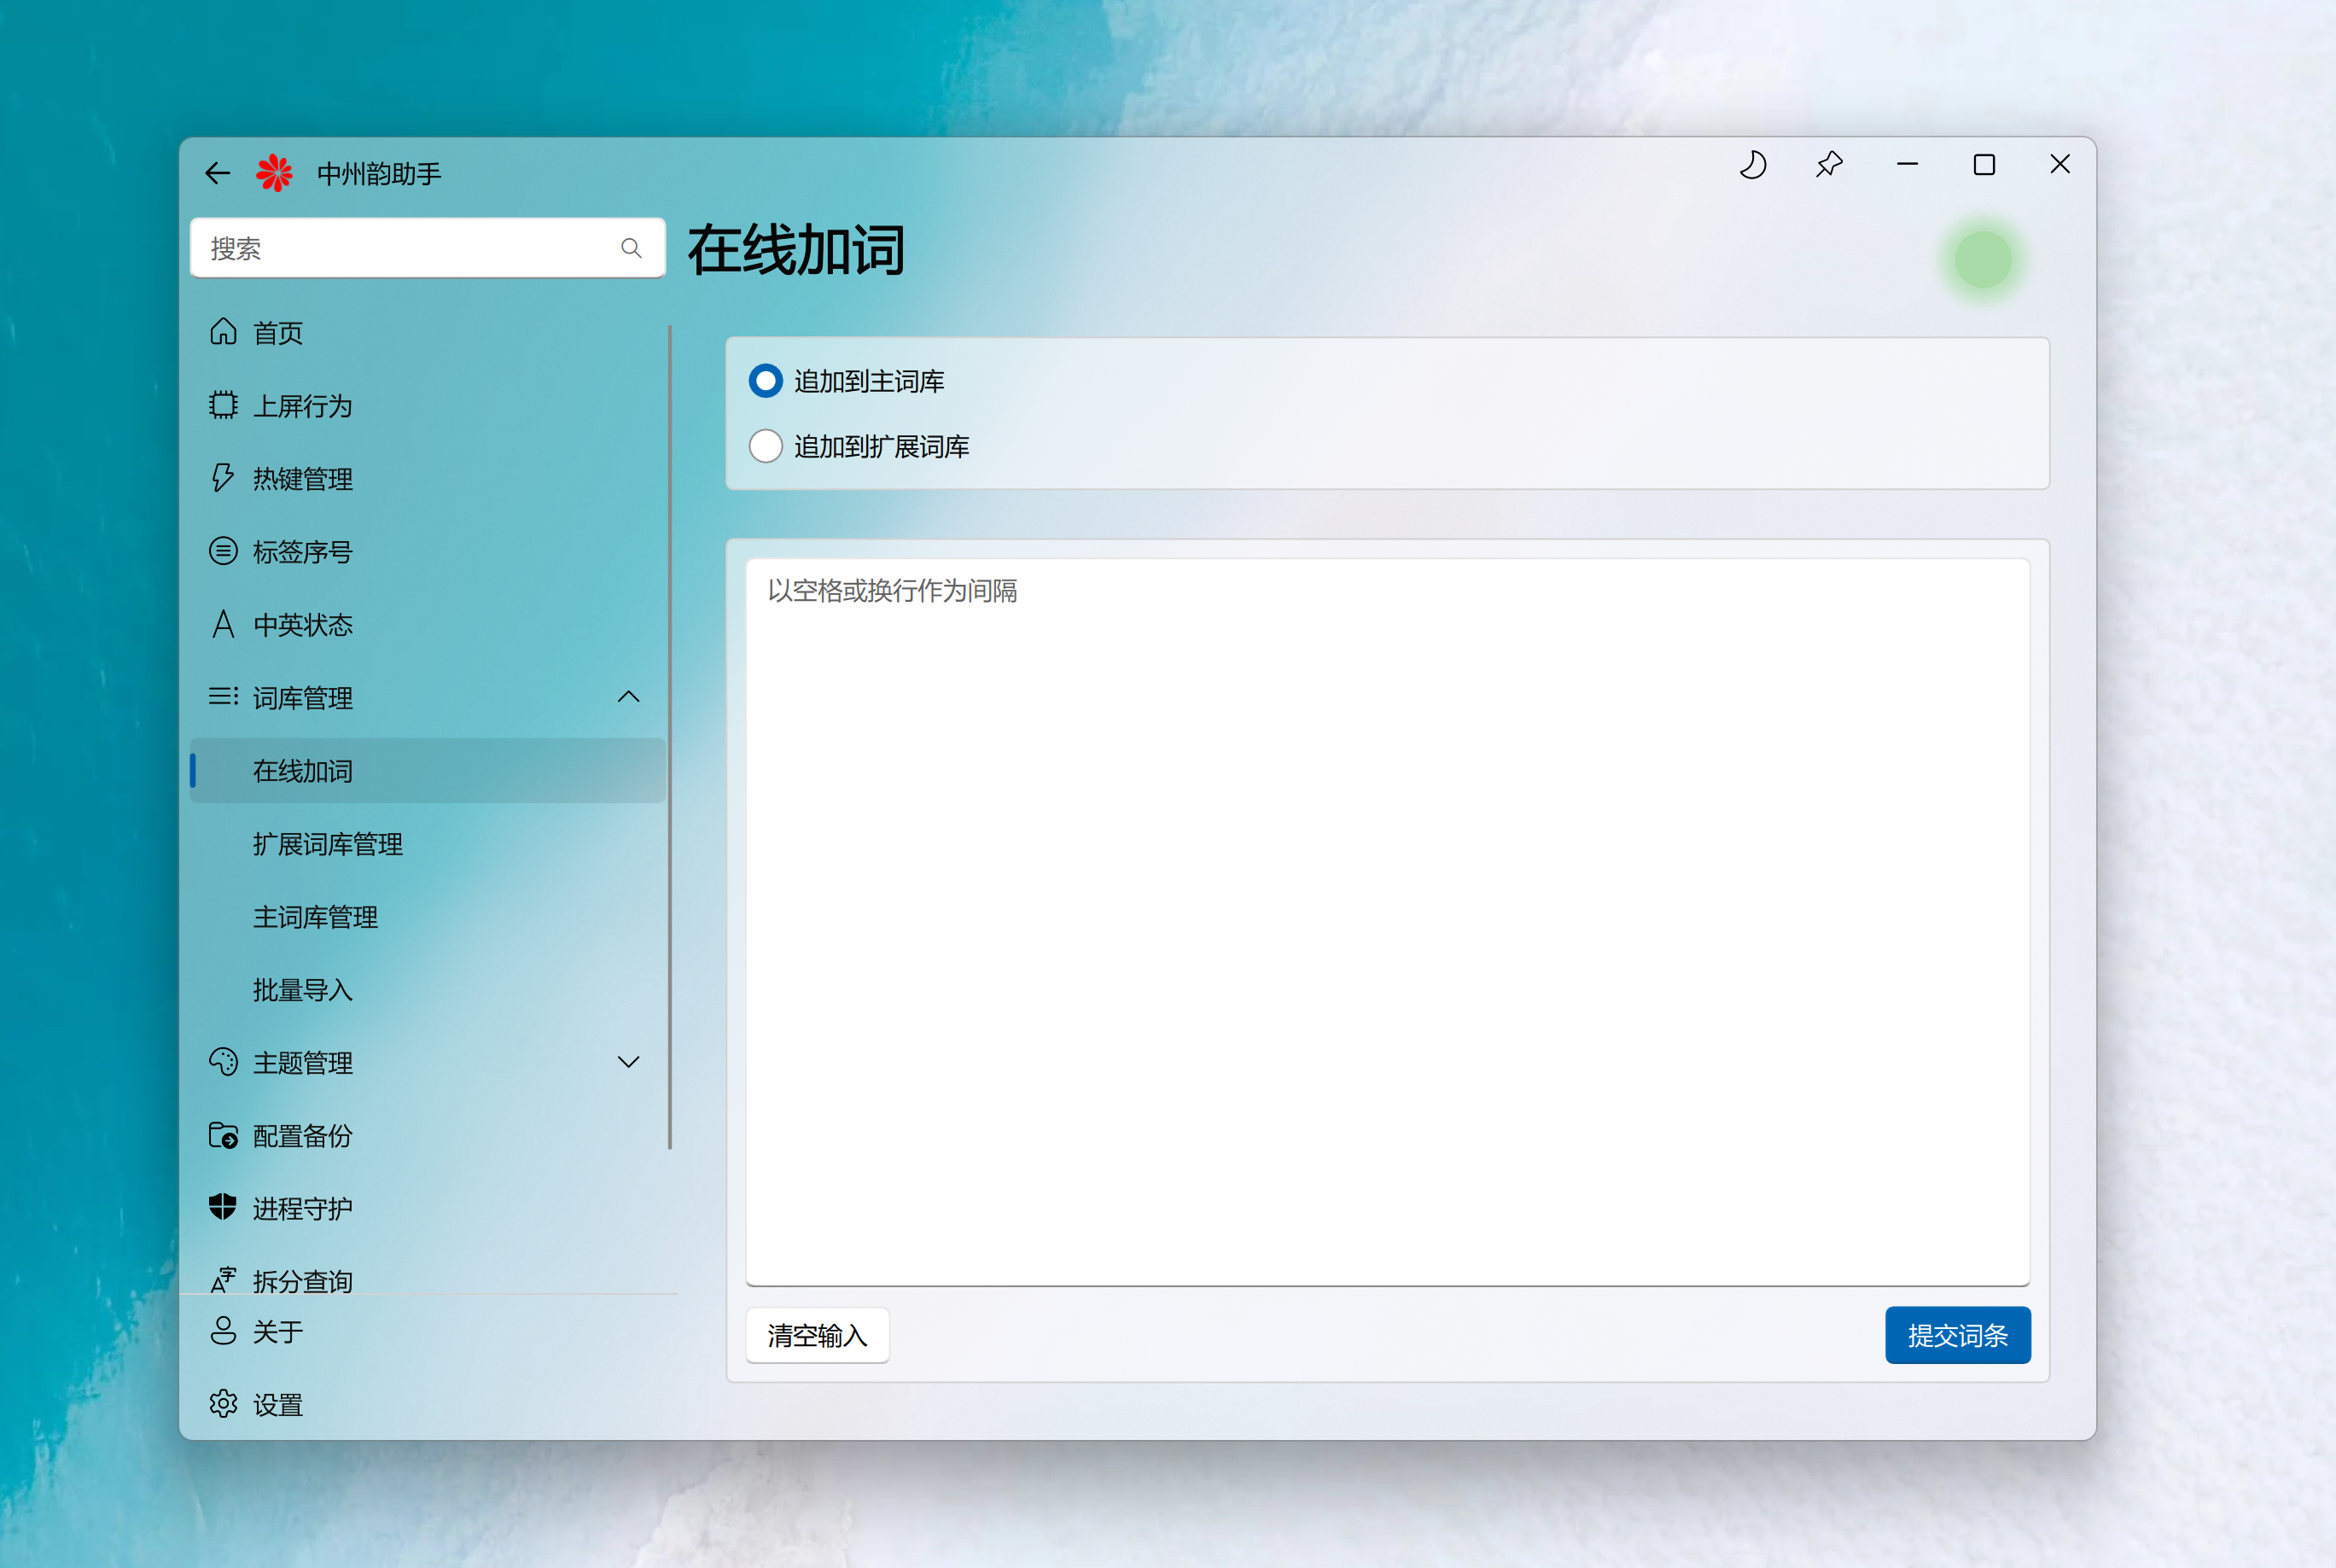 中州韵助手
搜索
首页
上屏行为
热键管理
标签序号
中英状态
词库管理
在线加词
扩展词库管理
主词库管理
批量导入
主题管理
配置备份
进程守护
拆分查询
关于
设置
在线加词
追加到主词库
追加到扩展词库
以空格或换行作为间隔
清空输入
提交词条